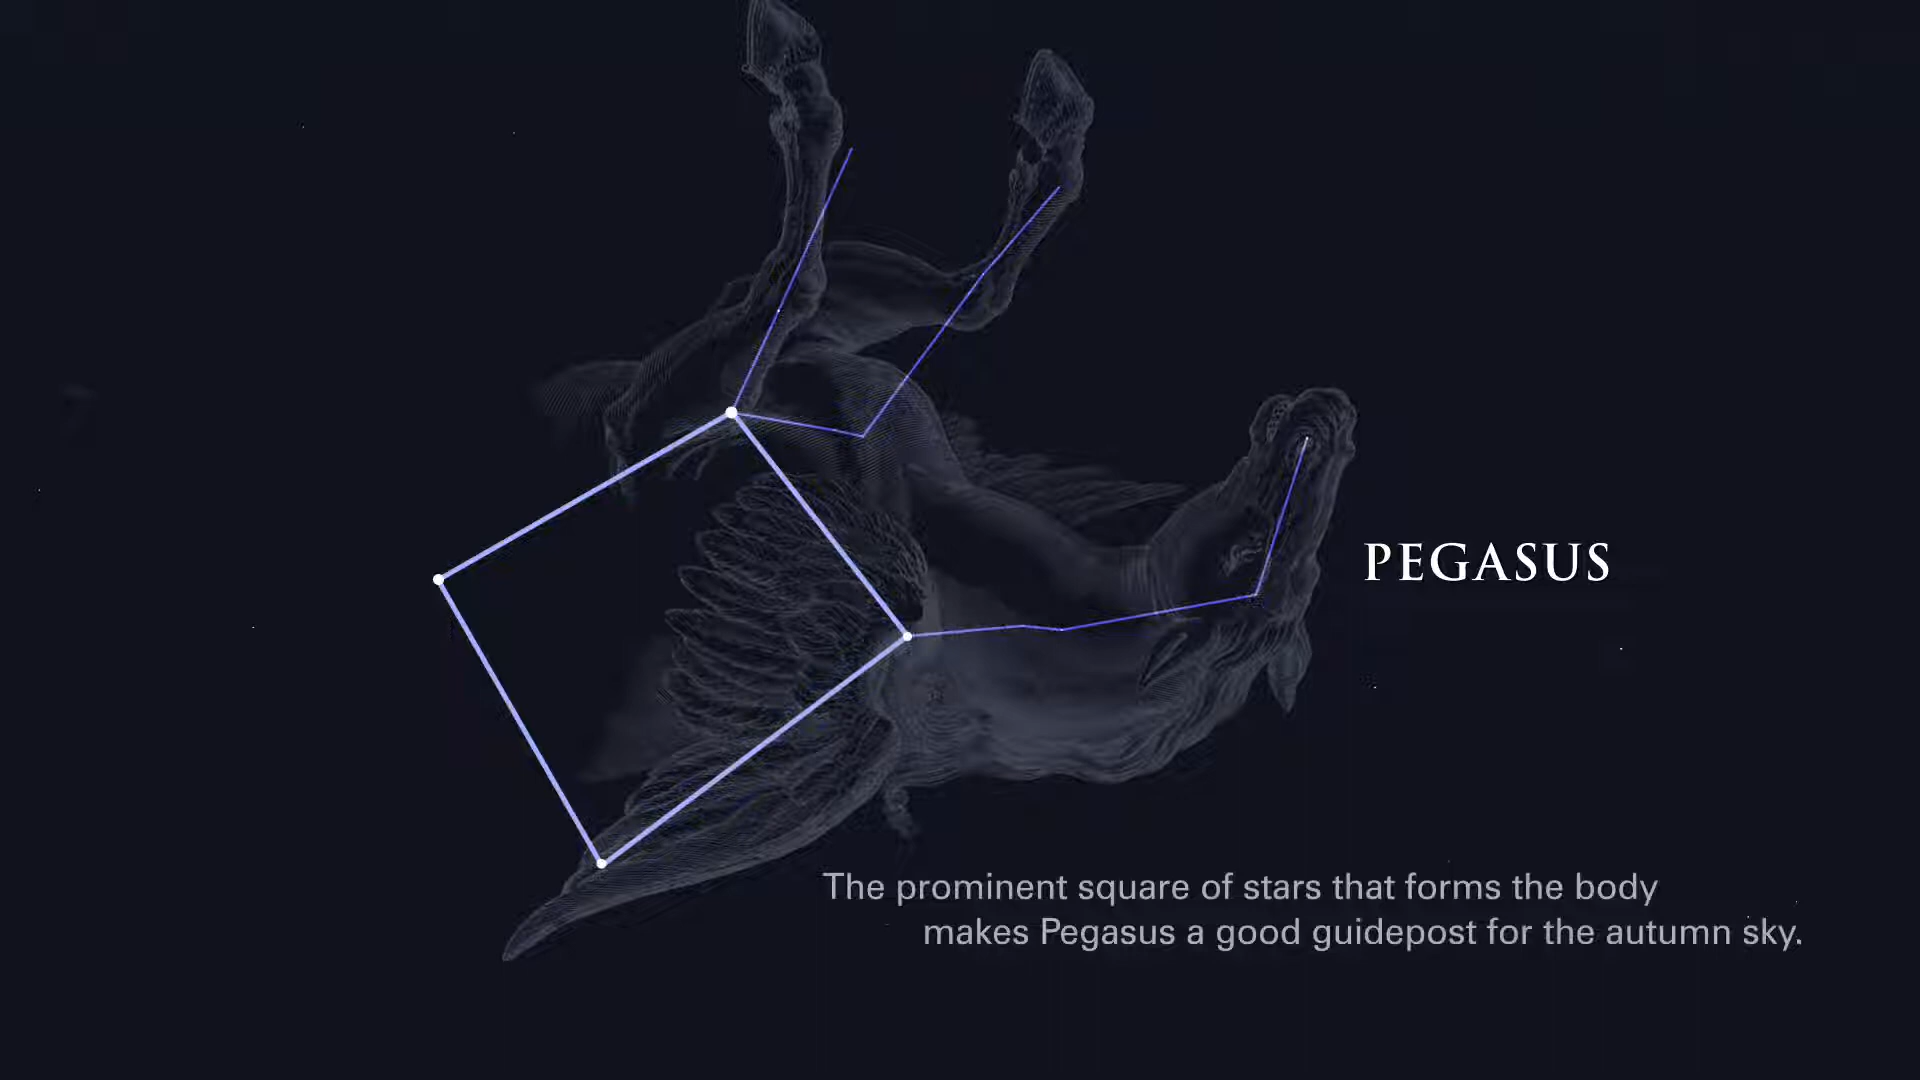 PEGASUS
The prominent square of stars that forms the body
makes Pegasus a good guidepost for the autumn sky.